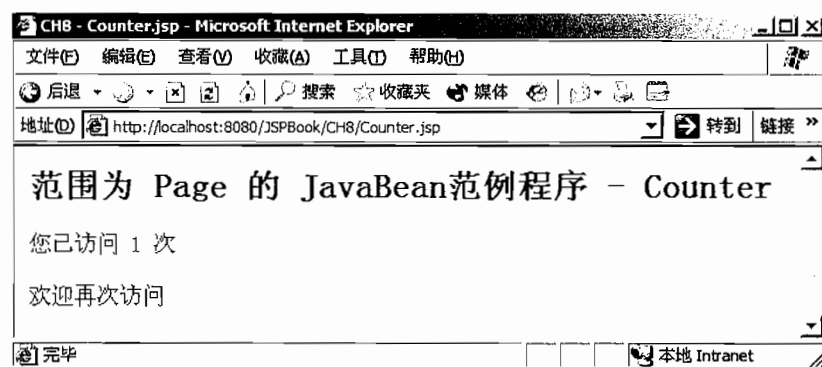 CH8 - Counter.jsp - Microsoft Internet Explorer
文件(F) 编辑(E) 查看(V) 收藏(A) 工具(T) 帮助(H)
后退 搜索 收藏夹 媒体
地址(D) http://localhost:8080/JSPBook/CH8/Counter.jsp 转到 链接 »
范围为 Page 的 JavaBean范例程序 - Counter
您已访问 1 次
欢迎再次访问
完毕 本地 Intranet